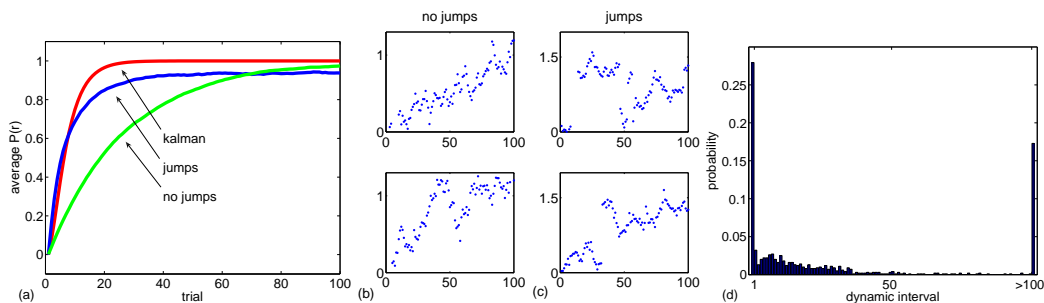 no jumps
jumps
average P(r)
1
0.8
0.6
0.4
0.2
0
kalman
jumps
no jumps
0 20 40 60 80 100
trial
(a)
1
0
0 50 100
1
0
0 50 100
(b)
1.5
0
0 50 100
1.5
0
0 50 100
(c)
probability
0.25
0.2
0.15
0.1
0.05
0
1 50 >100
dynamic interval
(d)